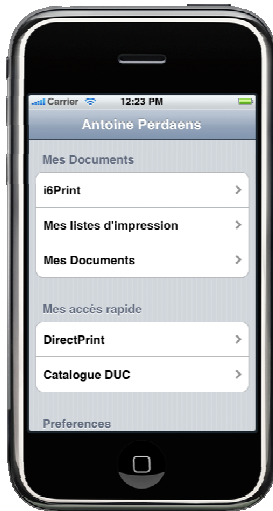 Carrier 12:23 PM
Antoine Perdaens
Mes Documents
i6Print
Mes listes d'impression
Mes Documents
Mes accés rapide
DirectPrint
Catalogue DUC
Preferences